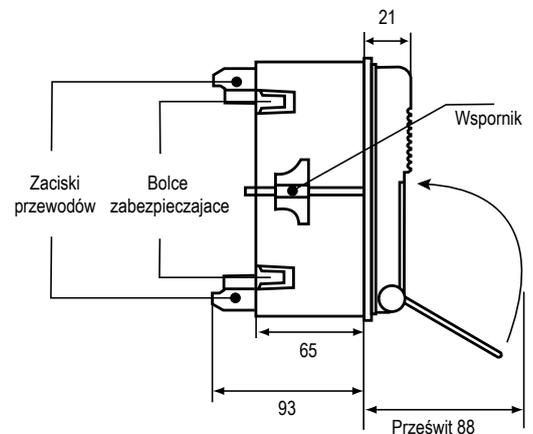 21
Wspornik
Zaciski
przewodów
Bolce
zabezpieczajace
65
93
Prześwit 88